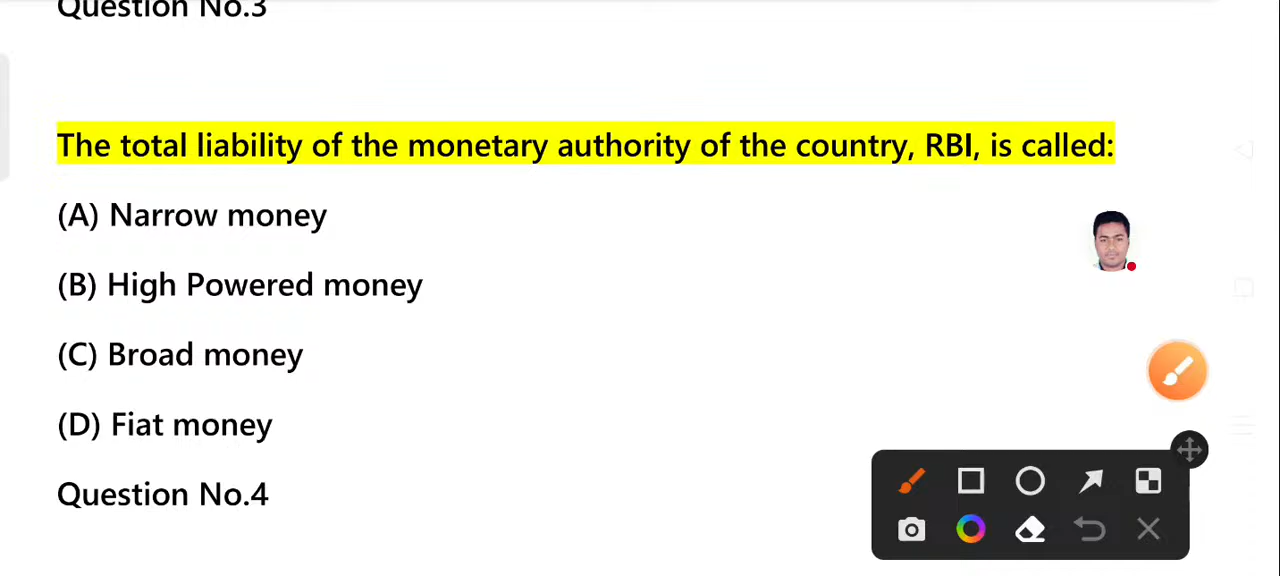 Question No.3
The total liability of the monetary authority of the country, RBI, is called:
(A) Narrow money
(B) High Powered money
(C) Broad money
(D) Fiat money
Question No.4